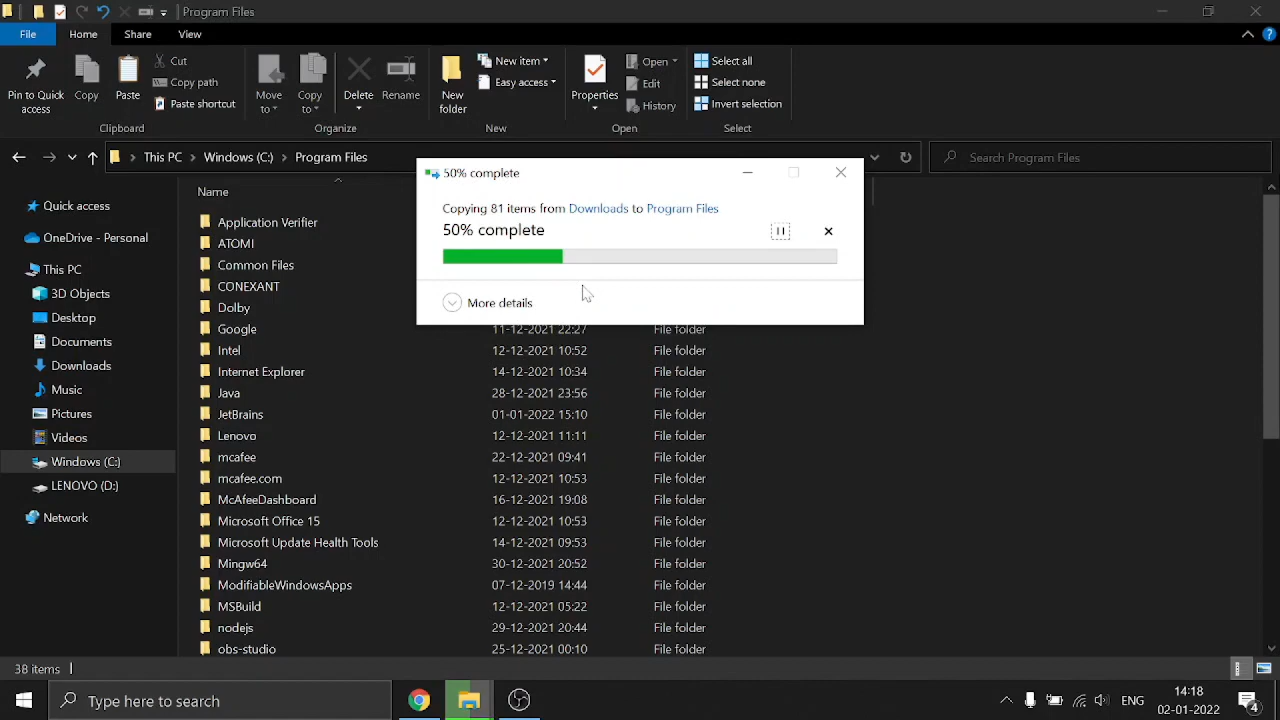 Program Files
File Home Share View
Pin to Quick access
Copy
Paste
Cut
Copy path
Paste shortcut
Clipboard
Move to
Copy to
Delete
Rename
Organize
New folder
New item
Easy access
New
Properties
Open
Edit
History
Open
Select all
Select none
Invert selection
Select
This PC Windows (C:) Program Files
Search Program Files
50% complete
Copying 81 items from Downloads to Program Files
50% complete
More details
Quick access
OneDrive - Personal
This PC
3D Objects
Desktop
Documents
Downloads
Music
Pictures
Videos
Windows (C:)
LENOVO (D:)
Network
Name
Application Verifier
ATOMI
Common Files
CONEXANT
Dolby
Google 11-12-2021 22:27 File folder
Intel 12-12-2021 10:52 File folder
Internet Explorer 14-12-2021 10:34 File folder
Java 28-12-2021 23:56 File folder
JetBrains 01-01-2022 15:10 File folder
Lenovo 12-12-2021 11:11 File folder
mcafee 22-12-2021 09:41 File folder
mcafee.com 12-12-2021 10:53 File folder
McAfeeDashboard 16-12-2021 19:08 File folder
Microsoft Office 15 12-12-2021 10:53 File folder
Microsoft Update Health Tools 14-12-2021 09:53 File folder
Mingw64 30-12-2021 20:52 File folder
ModifiableWindowsApps 07-12-2019 14:44 File folder
MSBuild 12-12-2021 05:22 File folder
nodejs 29-12-2021 20:44 File folder
obs-studio 25-12-2021 00:10 File folder
38 items
Type here to search
ENG
14:18
02-01-2022
4